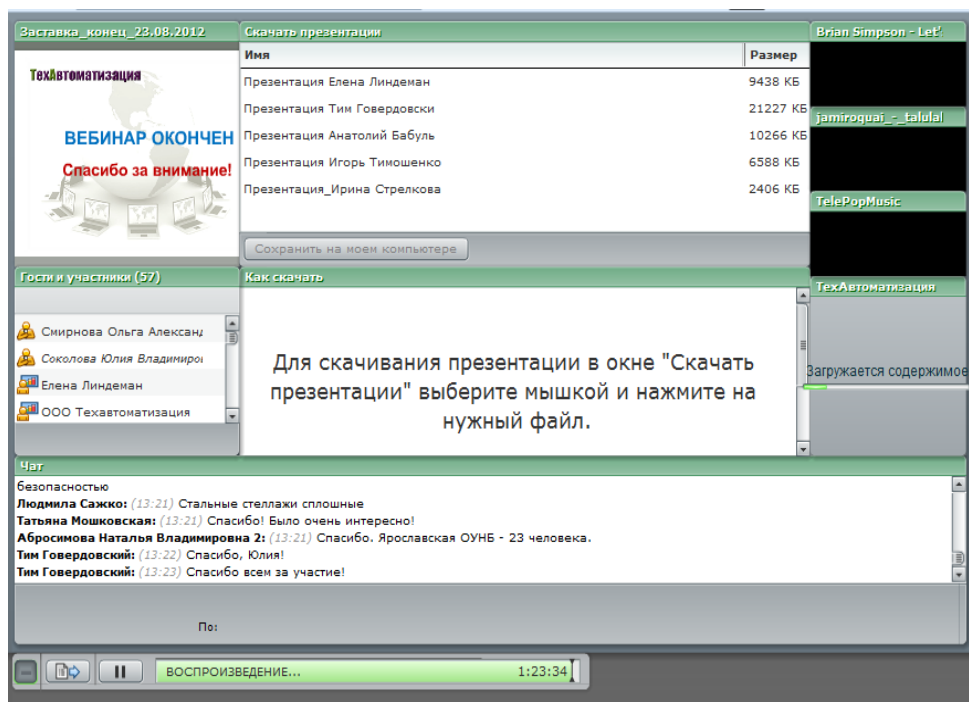 Заставка_конец_23.08.2012
ТехАвтоматизация
ВЕБИНАР ОКОНЧЕН
Спасибо за внимание!
Скачать презентации
Имя Размер
Презентация Елена Линдеман 9438 КБ
Презентация Тим Говердовски 21227 КБ
Презентация Анатолий Бабуль 10266 КБ
Презентация Игорь Тимошенко 6588 КБ
Презентация_Ирина Стрелкова 2406 КБ
Сохранить на моем компьютере
Brian Simpson - Let'
jamiroquai_-_talulal
TelePopMusic
ТехАвтоматизация
Загружается содержимое
Гости и участники (57)
Смирнова Ольга Александ
Соколова Юлия Владимиро
Елена Линдеман
ООО Техавтоматизация
Как скачать
Для скачивания презентации в окне "Скачать
презентации" выберите мышкой и нажмите на
нужный файл.
Чат
безопасностью
Людмила Сажко: (13:21) Стальные стеллажи сплошные
Татьяна Мошковская: (13:21) Спасибо! Было очень интересно!
Абросимова Наталья Владимировна 2: (13:21) Спасибо. Ярославская ОУНБ - 23 человека.
Тим Говердовский: (13:22) Спасибо, Юлия!
Тим Говердовский: (13:23) Спасибо всем за участие!
По:
ВОСПРОИЗВЕДЕНИЕ... 1:23:34